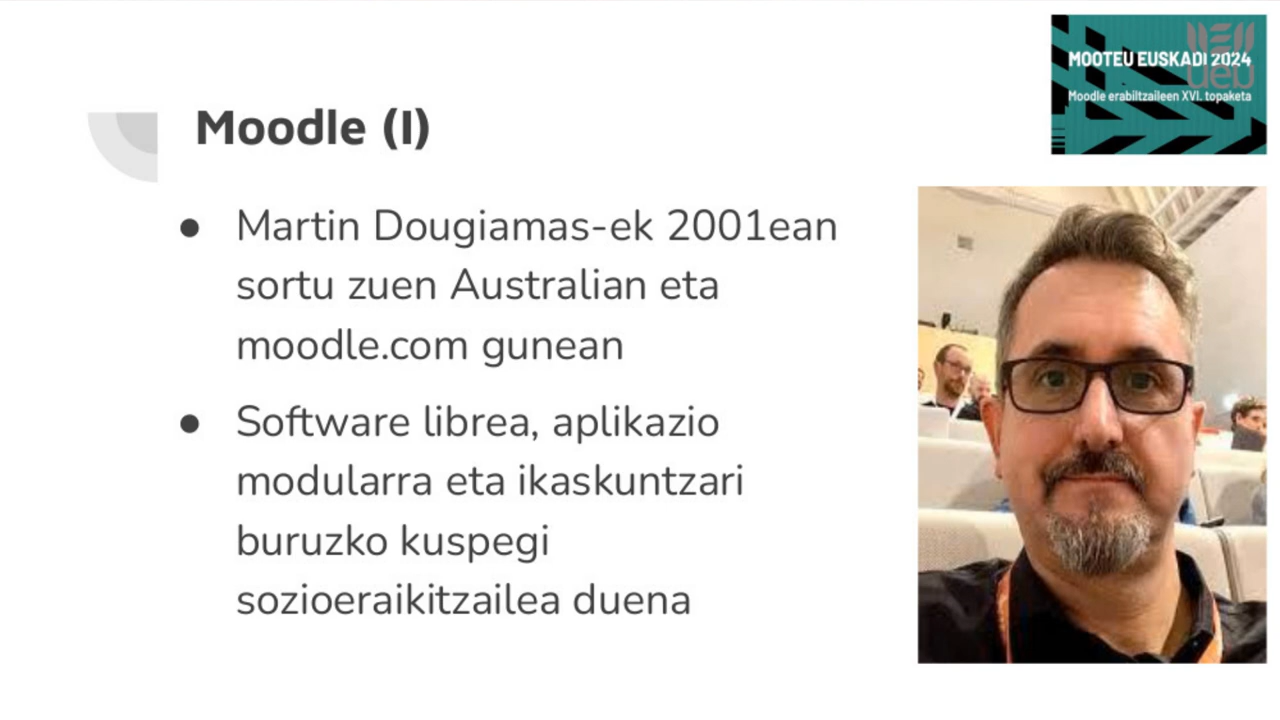 MOOTEU EUSKADI 2024
ueu
Moodle erabiltzaileen XVI. topaketa
Moodle (I)
● Martin Dougiamas-ek 2001ean
sortu zuen Australian eta
moodle.com gunean
● Software librea, aplikazio
modularra eta ikaskuntzari
buruzko kuspegi
sozioeraikitzailea duena